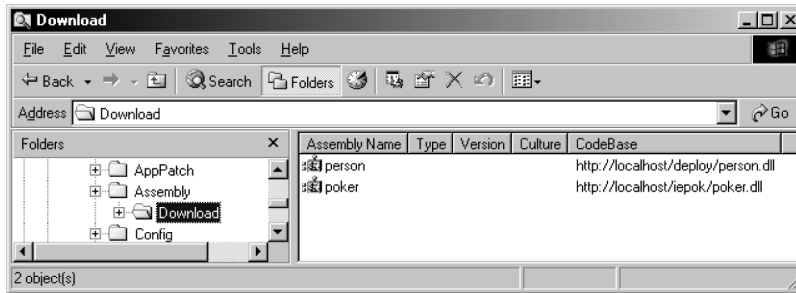 Download
File Edit View Favorites Tools Help
Back Search Folders
Address Download Go
Folders
AppPatch
Assembly
Download
Config
Assembly Name Type Version Culture CodeBase
person http://localhost/deploy/person.dll
poker http://localhost/iepok/poker.dll
2 object(s)